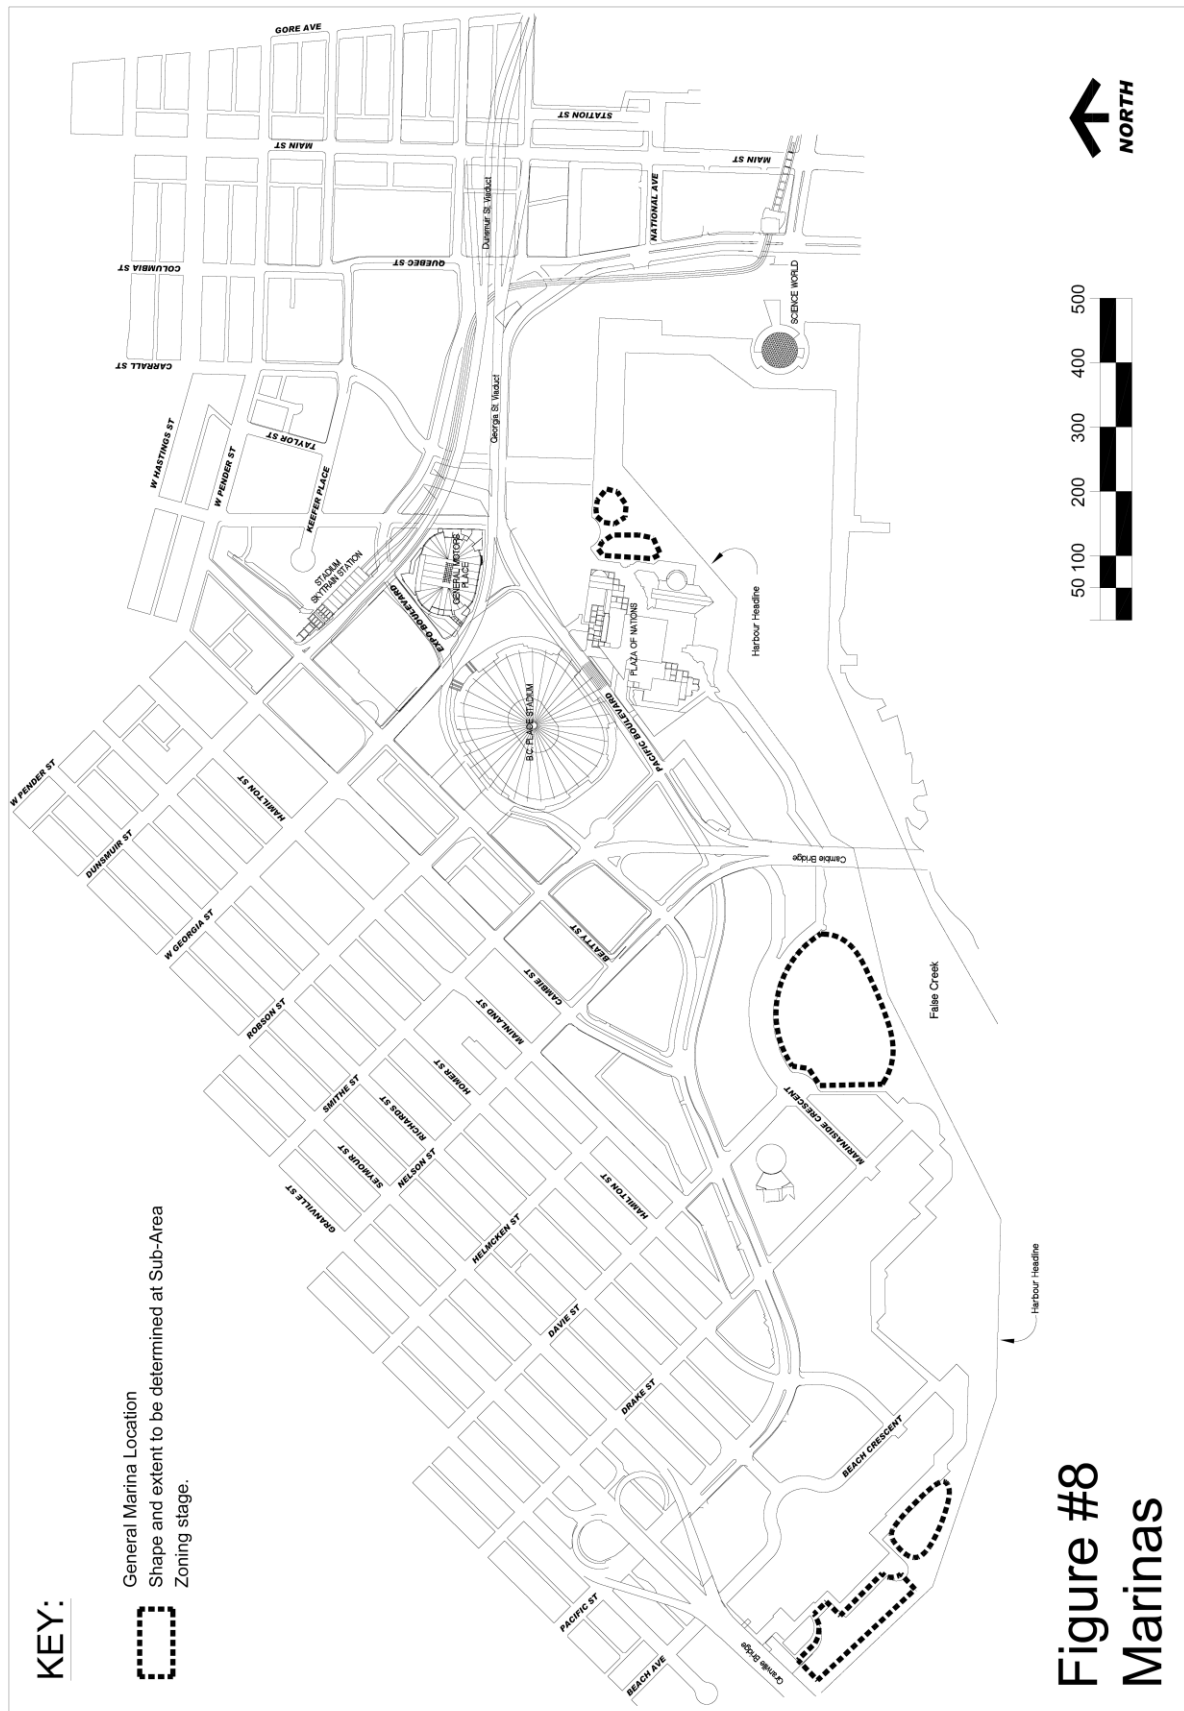 KEY:
General Marina Location
Shape and extent to be determined at Sub-Area
Zoning stage.
GORE AVE
STATION ST
MAIN ST
MAIN ST
NATIONAL AVE
COLUMBIA ST
QUEBEC ST
Dunsmuir St. Viaduct
SCIENCE WORLD
CARRALL ST
W HASTINGS ST
W PENDER ST
TAYLOR ST
KEEFER PLACE
Georgia St. Viaduct
STADIUM
SKYTRAIN STATION
GENERAL MOTORS
PLACE
EXPO BOULEVARD
B.C. PLACE STADIUM
PLAZA OF NATIONS
PACIFIC BOULEVARD
Harbour Headline
W PENDER ST
DUNSMUIR ST
HAMILTON ST
W GEORGIA ST
ROBSON ST
SMITHE ST
BEATTY ST
CAMBIE ST
MAINLAND ST
HOMER ST
RICHARDS ST
SEYMOUR ST
GRANVILLE ST
NELSON ST
HELMCKEN ST
HAMILTON ST
DAVIE ST
DRAKE ST
Cambie Bridge
False Creek
MARINASIDE CRESCENT
Harbour Headline
BEACH CRESCENT
PACIFIC ST
BEACH AVE
Granville Bridge
NORTH
50 100 200 300 400 500
Figure #8
Marinas